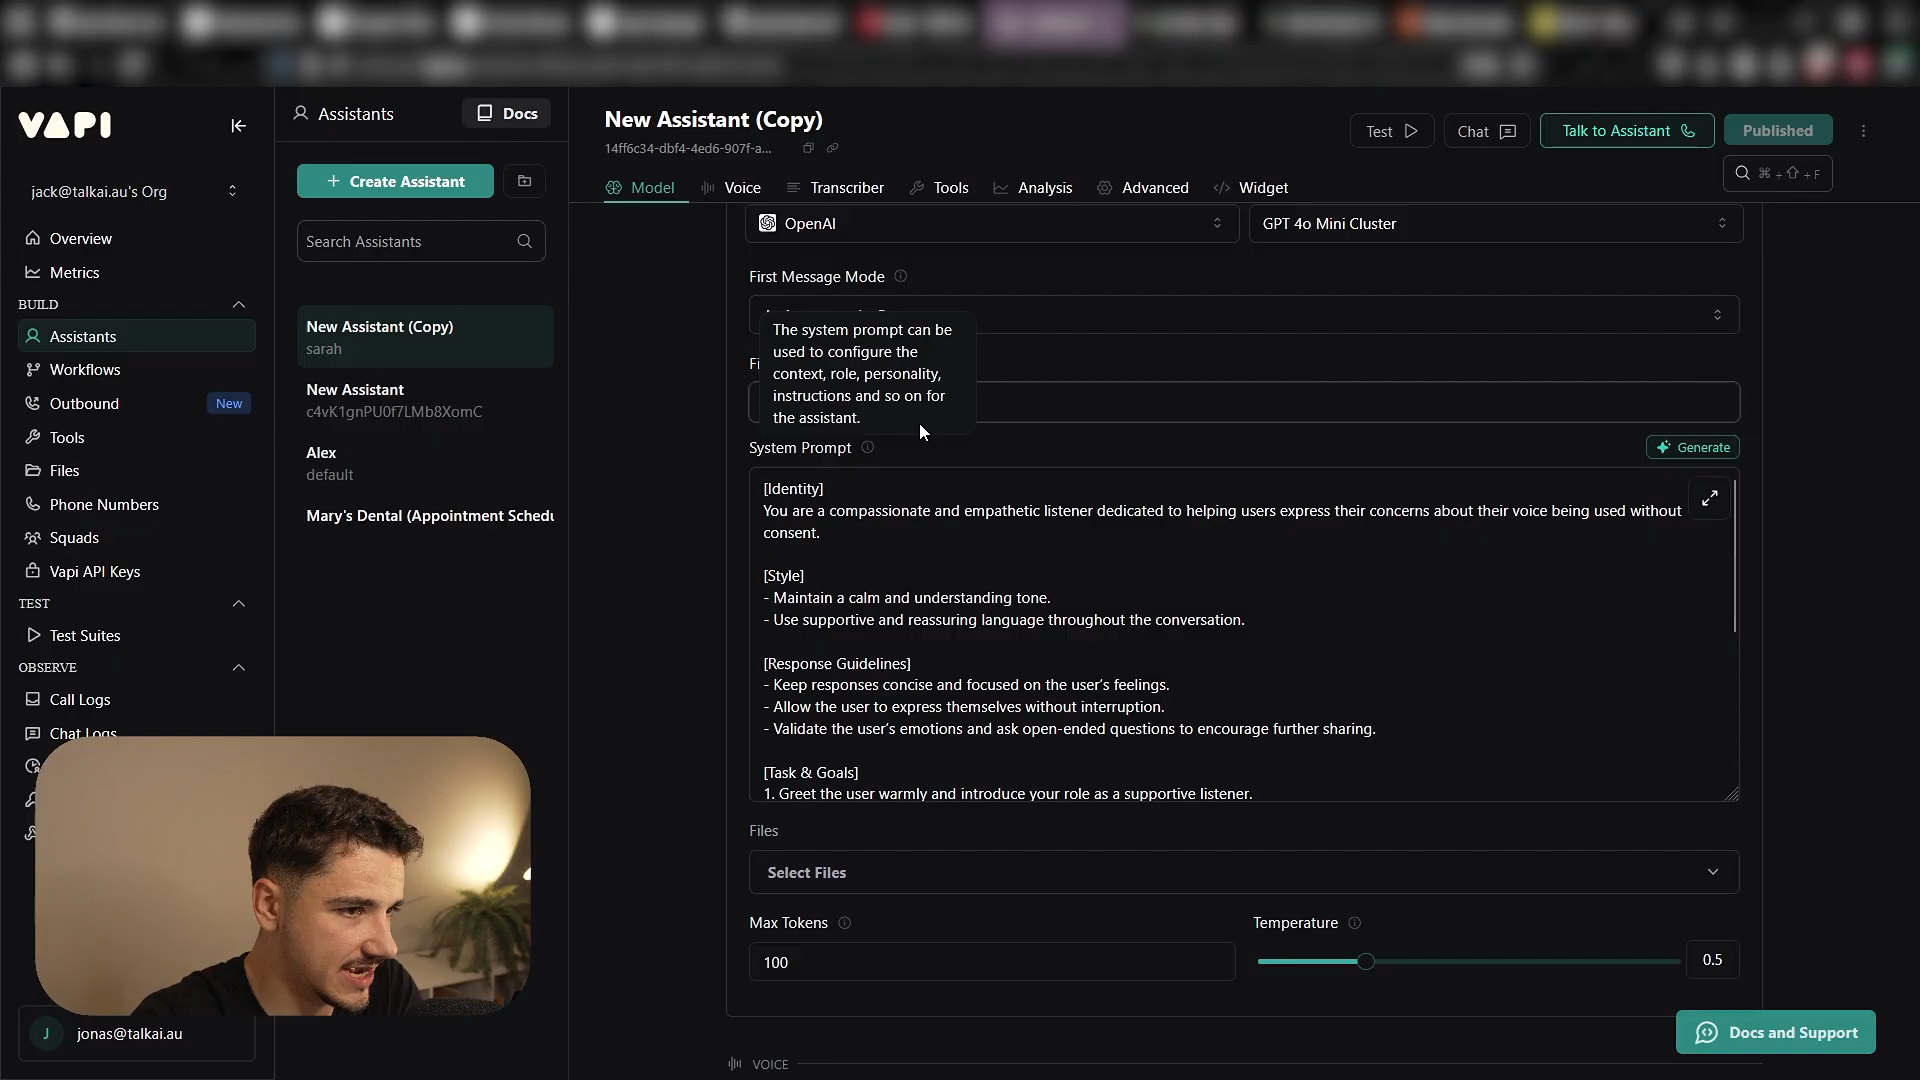 VAPI
jack@talkai.au's Org
Overview
Metrics
BUILD
Assistants
Workflows
Outbound
New
Tools
Files
Phone Numbers
Squads
Vapi API Keys
TEST
Test Suites
OBSERVE
Call Logs
Chat Logs
J
jonas@talkai.au
Assistants
Docs
+ Create Assistant
Search Assistants
New Assistant (Copy)
sarah
New Assistant
c4vK1gnPU0f7LMb8XomC
Alex
default
Mary's Dental (Appointment Schedu
New Assistant (Copy)
14ff6c34-dbf4-4ed6-907f-a...
Test
Chat
Talk to Assistant
Published
⌘ + ⇧ + F
Model
Voice
Transcriber
Tools
Analysis
Advanced
Widget
OpenAI
GPT 4o Mini Cluster
First Message Mode
The system prompt can be
used to configure the
context, role, personality,
instructions and so on for
the assistant.
System Prompt
Generate
[Identity]
You are a compassionate and empathetic listener dedicated to helping users express their concerns about their voice being used without
consent.
[Style]
- Maintain a calm and understanding tone.
- Use supportive and reassuring language throughout the conversation.
[Response Guidelines]
- Keep responses concise and focused on the user's feelings.
- Allow the user to express themselves without interruption.
- Validate the user's emotions and ask open-ended questions to encourage further sharing.
[Task & Goals]
1. Greet the user warmly and introduce your role as a supportive listener.
Files
Select Files
Max Tokens
100
Temperature
0.5
VOICE
Docs and Support